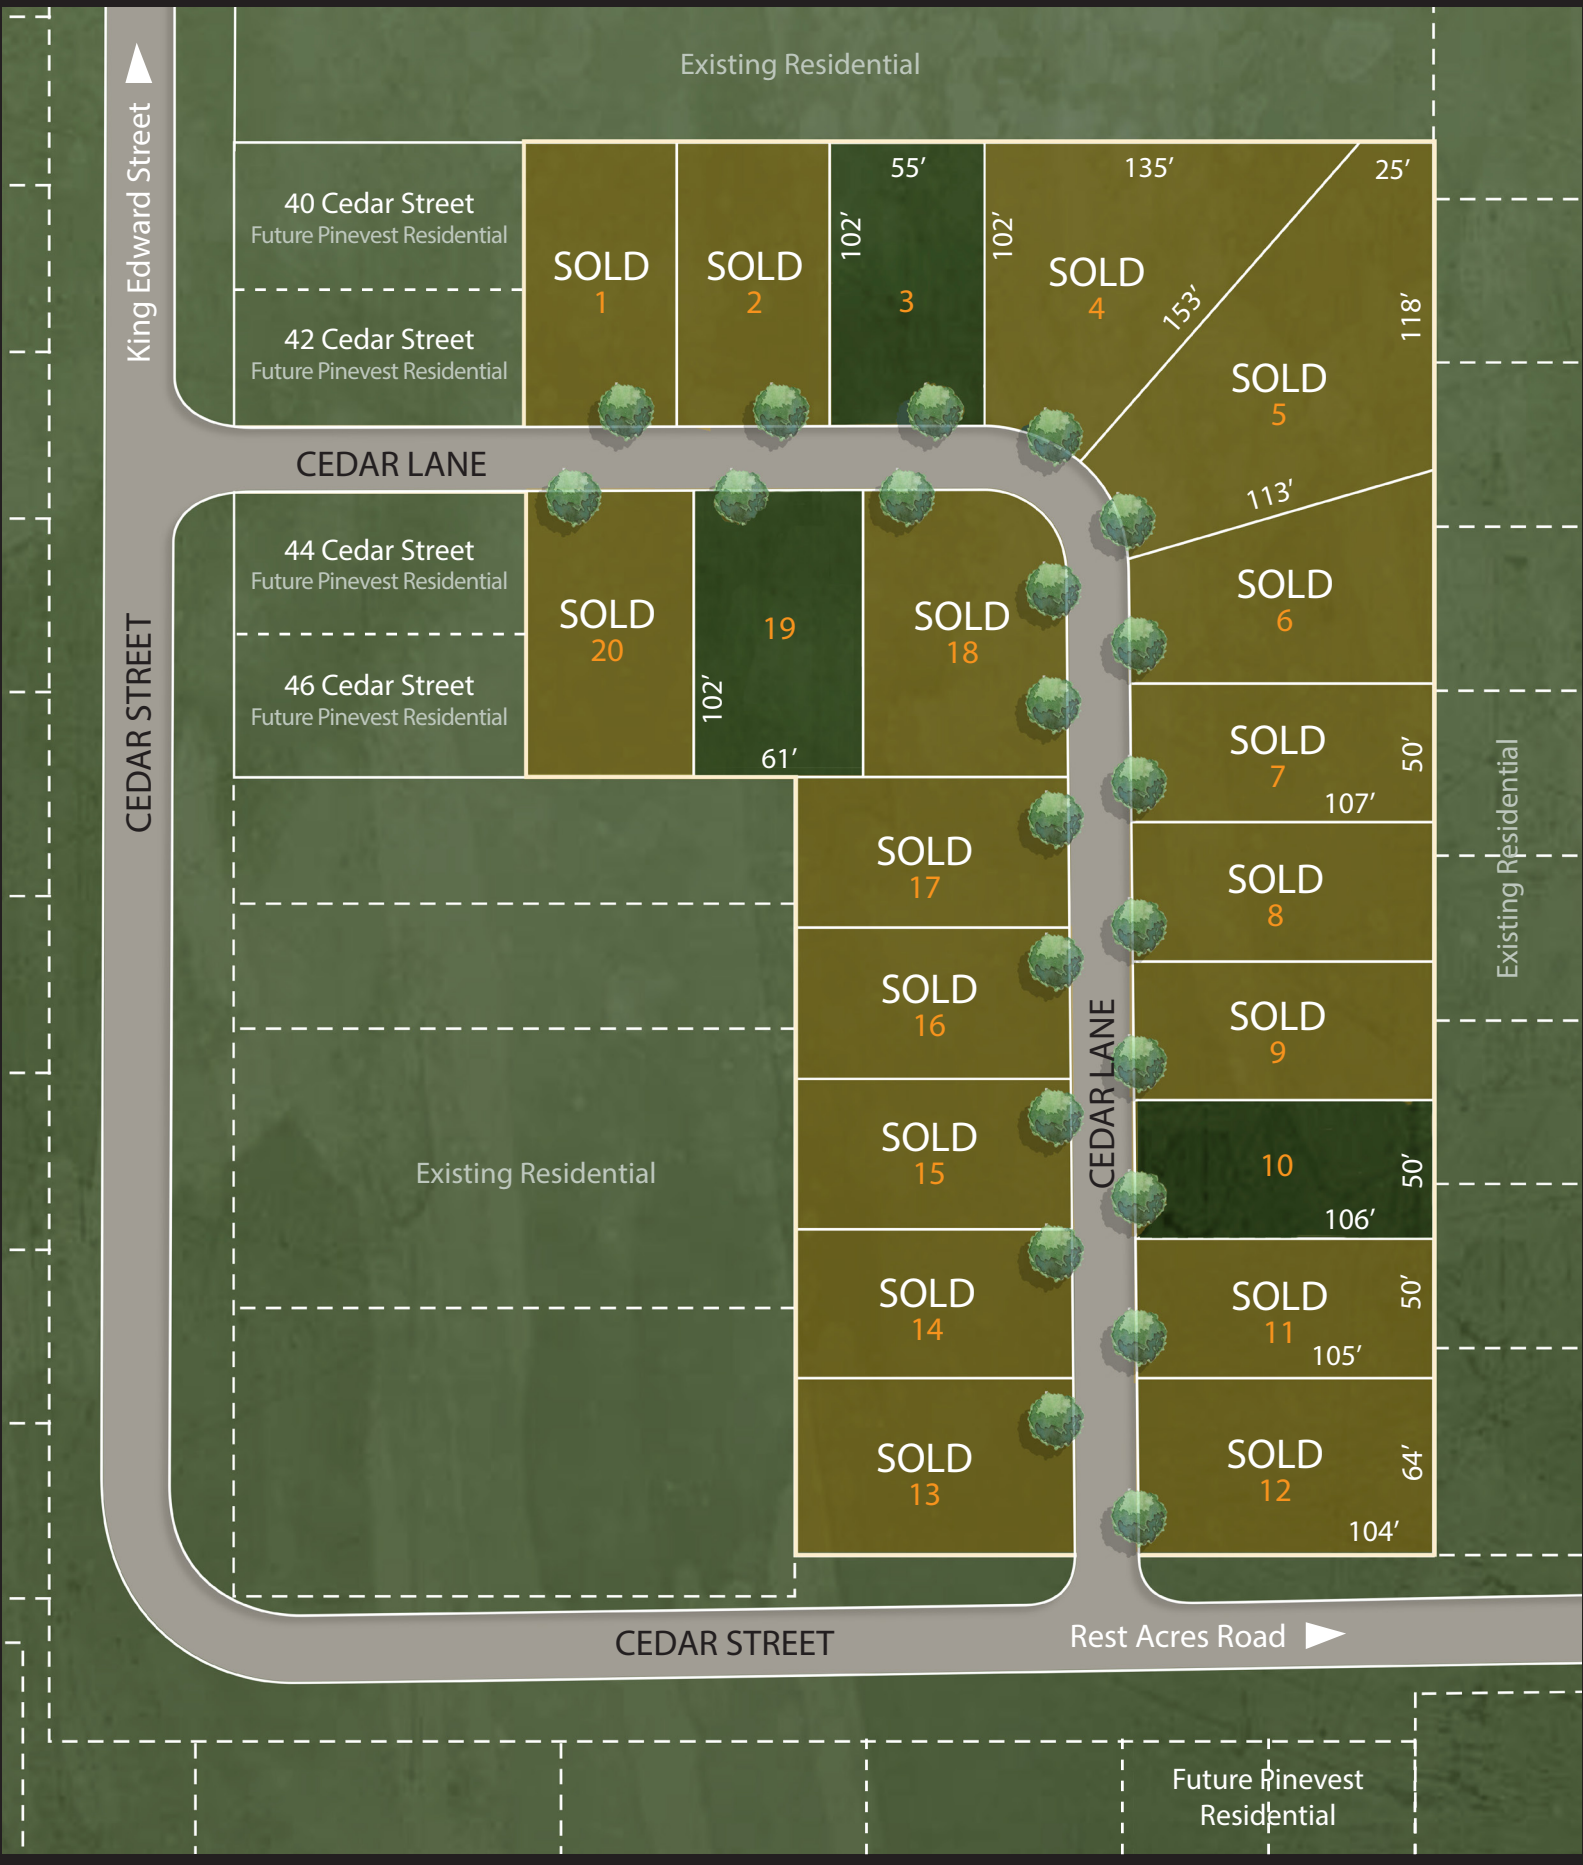 Existing Residential
King Edward Street
40 Cedar Street
Future Pinevest Residential
42 Cedar Street
Future Pinevest Residential
SOLD
1
SOLD
2
55′
102′
3
102′
135′
SOLD
4
153′
25′
118′
SOLD
5
113′
CEDAR LANE
44 Cedar Street
Future Pinevest Residential
46 Cedar Street
Future Pinevest Residential
SOLD
20
19
102′
61′
SOLD
18
SOLD
6
SOLD
7
50′
107′
CEDAR STREET
SOLD
17
SOLD
8
Existing Residential
SOLD
16
SOLD
9
CEDAR LANE
Existing Residential
SOLD
15
10
50′
106′
SOLD
14
SOLD
11
50′
105′
SOLD
13
SOLD
12
64′
104′
CEDAR STREET
Rest Acres Road
Future Pinevest
Residential